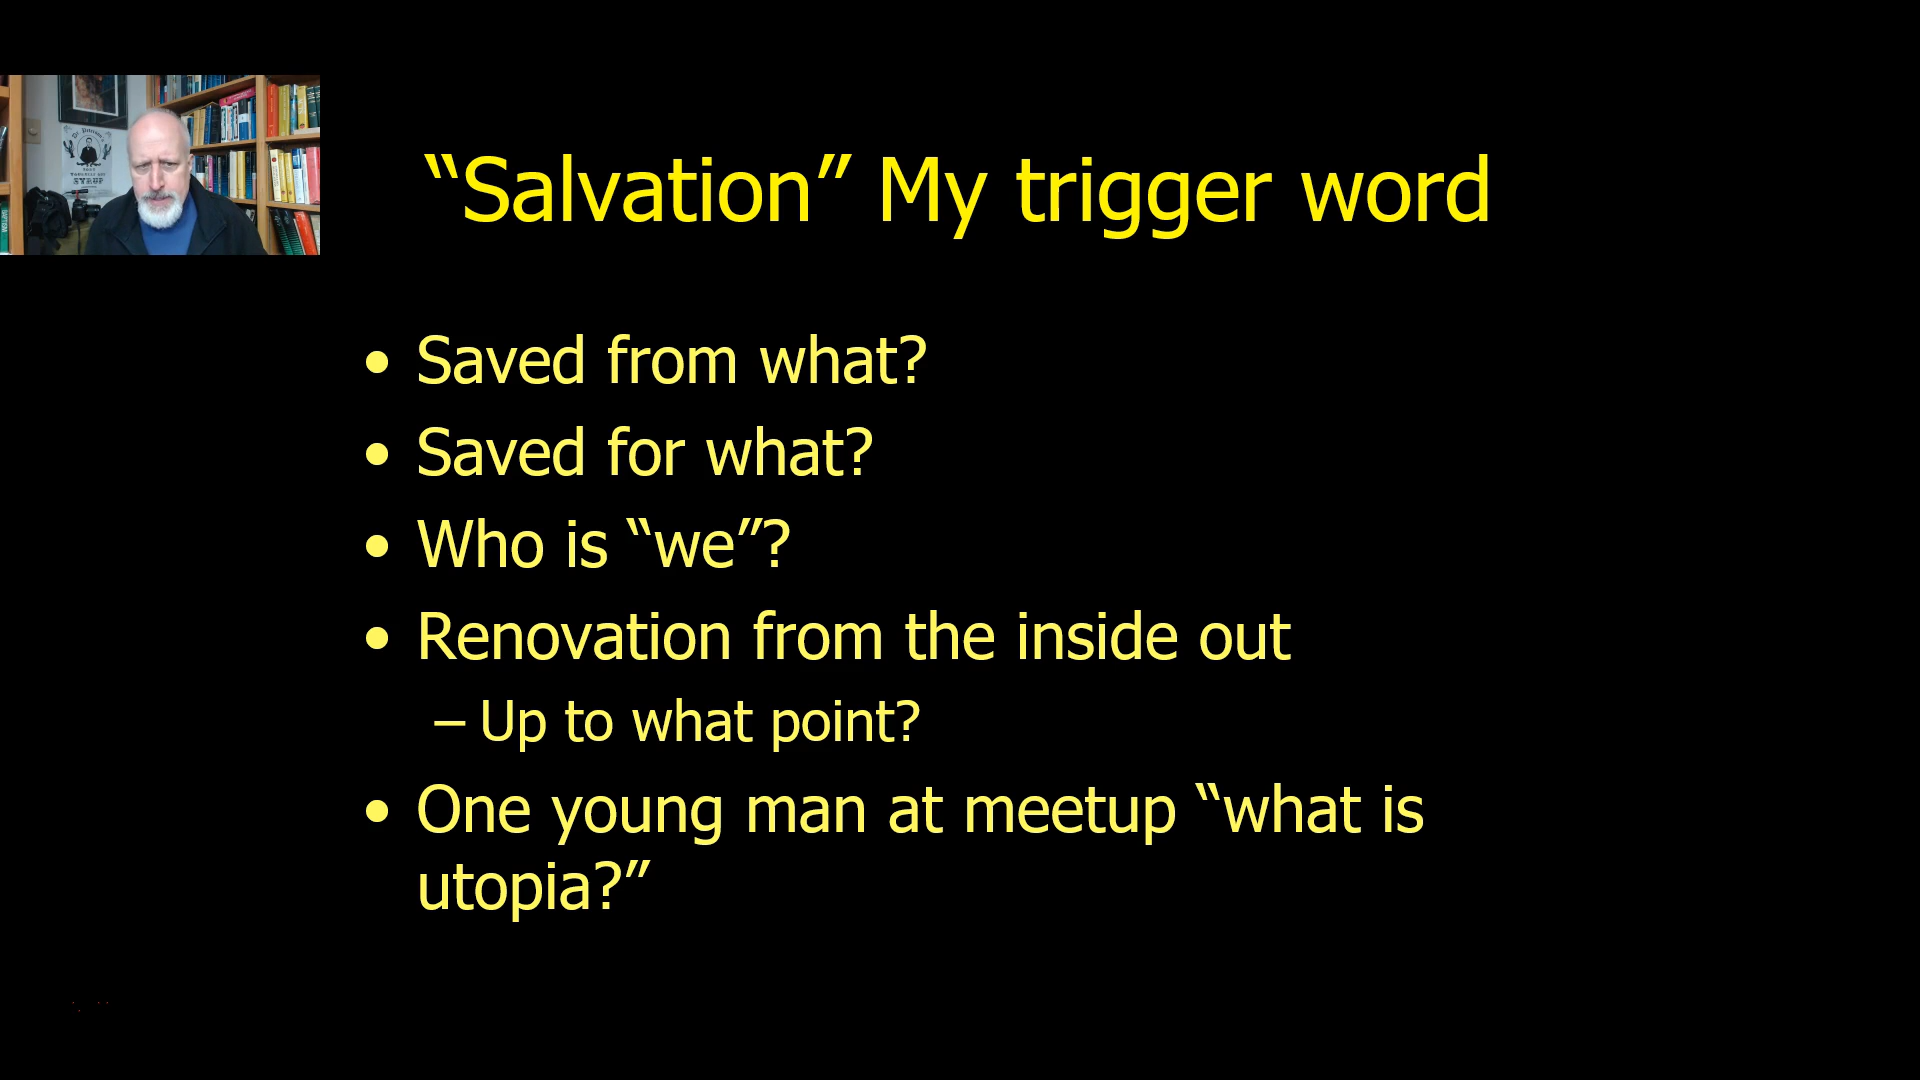 “Salvation” My trigger word
• Saved from what?
• Saved for what?
• Who is “we”?
• Renovation from the inside out
– Up to what point?
• One young man at meetup “what is
utopia?”
SYRUP